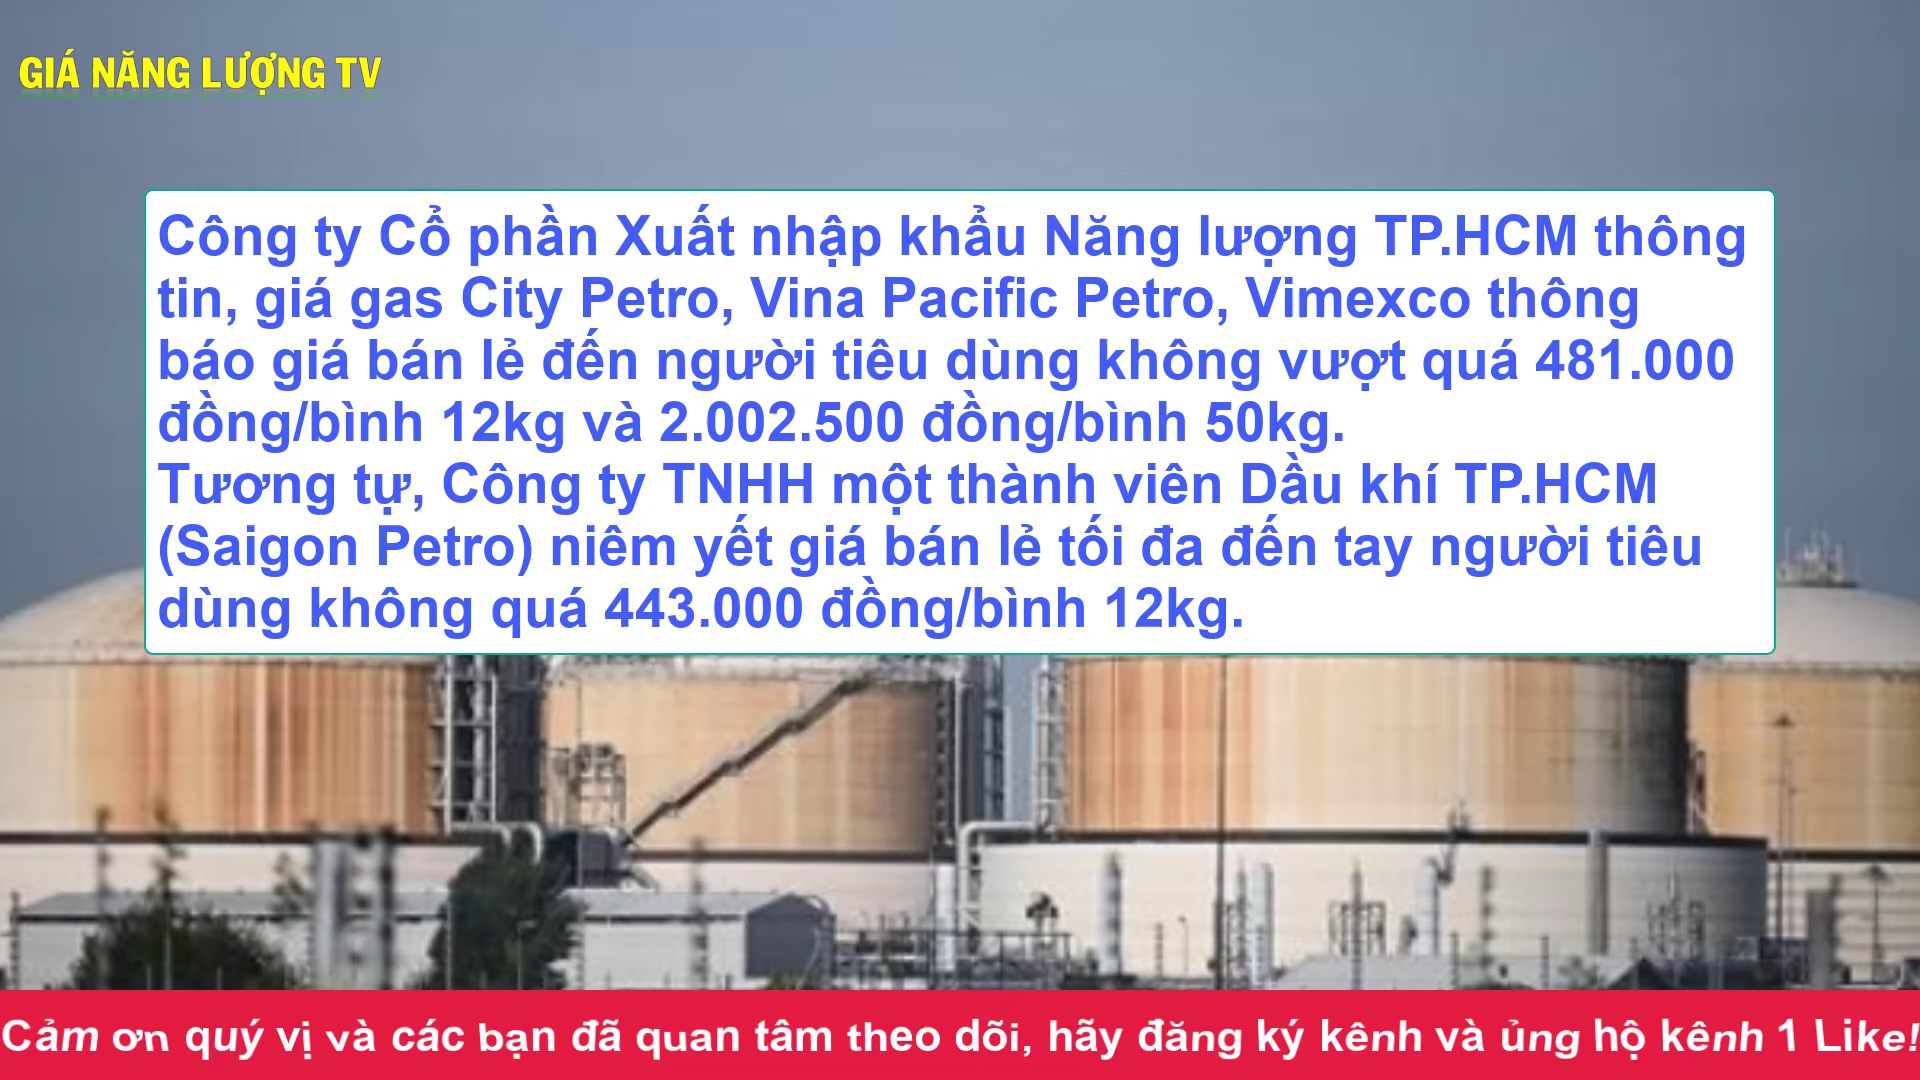 GIÁ NĂNG LƯỢNG TV
Công ty Cổ phần Xuất nhập khẩu Năng lượng TP.HCM thông
tin, giá gas City Petro, Vina Pacific Petro, Vimexco thông
báo giá bán lẻ đến người tiêu dùng không vượt quá 481.000
đồng/bình 12kg và 2.002.500 đồng/bình 50kg.
Tương tự, Công ty TNHH một thành viên Dầu khí TP.HCM
(Saigon Petro) niêm yết giá bán lẻ tối đa đến tay người tiêu
dùng không quá 443.000 đồng/bình 12kg.
Cảm ơn quý vị và các bạn đã quan tâm theo dõi, hãy đăng ký kênh và ủng hộ kênh 1 Like!